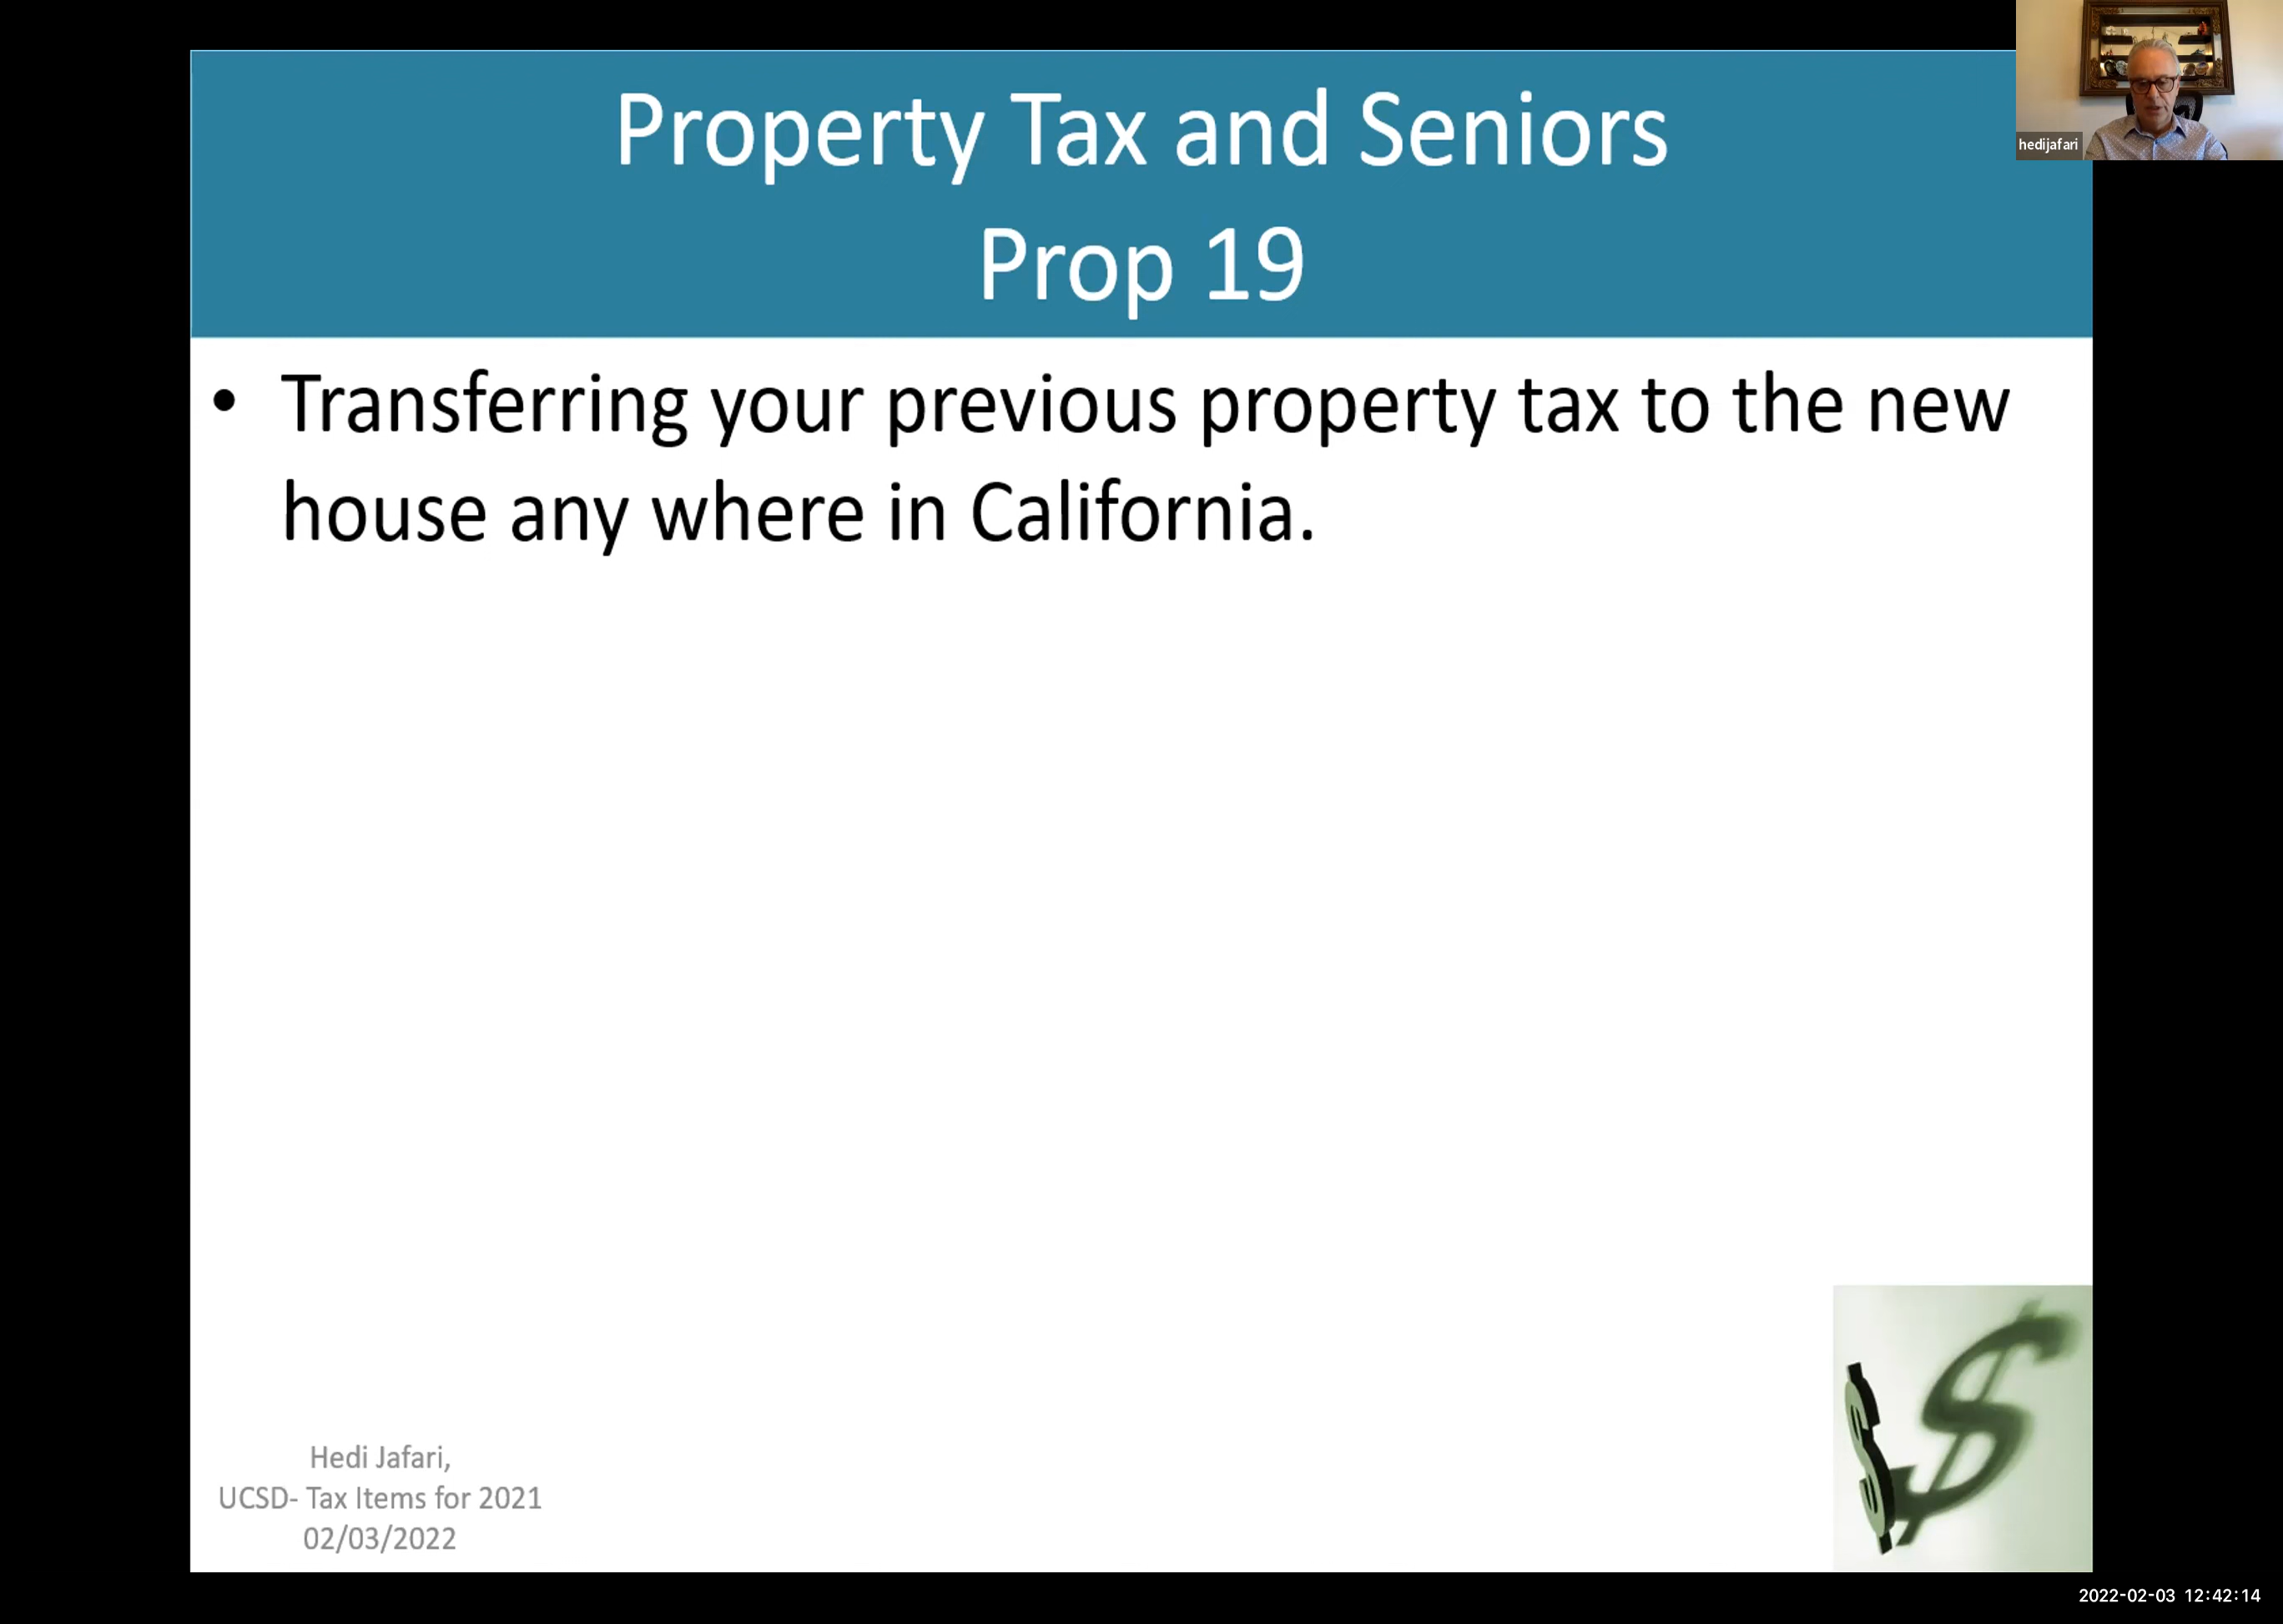 Property Tax and Seniors
Prop 19
hedijafari
• Transferring your previous property tax to the new
house any where in California.
Hedi Jafari,
UCSD- Tax Items for 2021
02/03/2022
2022-02-03 12:42:14